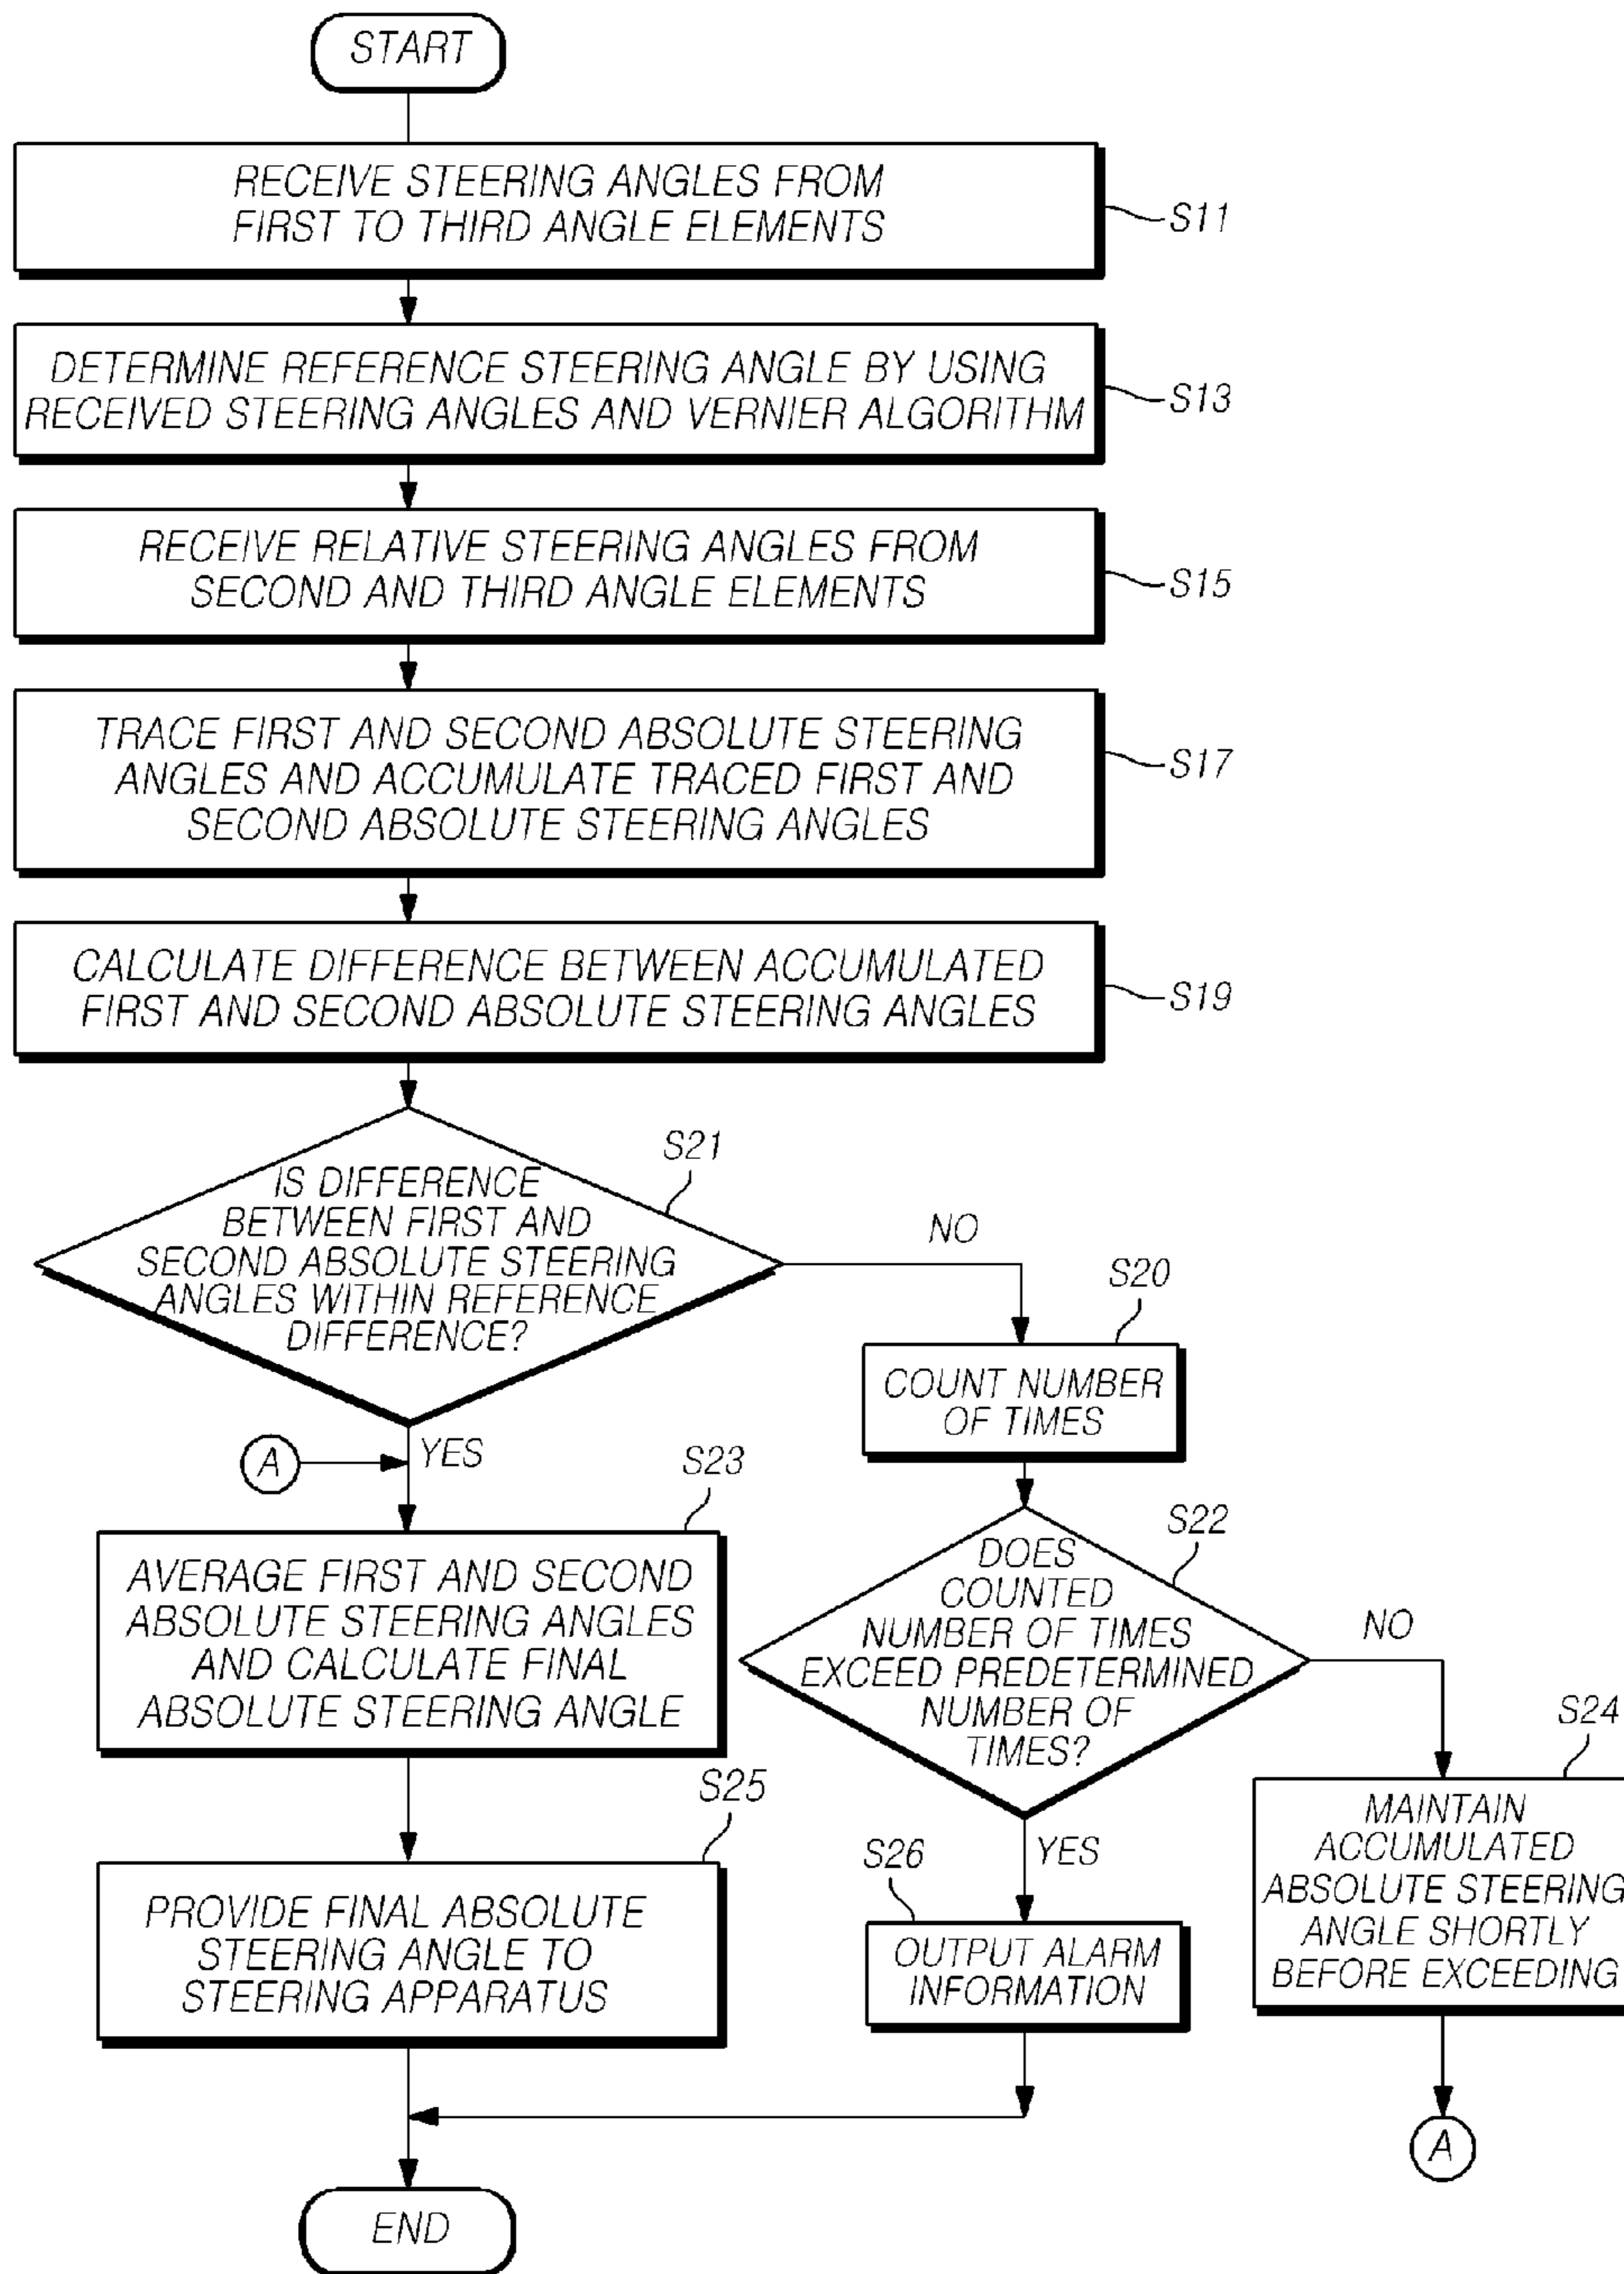 START
RECEIVE STEERING ANGLES FROM
FIRST TO THIRD ANGLE ELEMENTS
S11
DETERMINE REFERENCE STEERING ANGLE BY USING
RECEIVED STEERING ANGLES AND VERNIER ALGORITHM
S13
RECEIVE RELATIVE STEERING ANGLES FROM
SECOND AND THIRD ANGLE ELEMENTS
S15
TRACE FIRST AND SECOND ABSOLUTE STEERING
ANGLES AND ACCUMULATE TRACED FIRST AND
SECOND ABSOLUTE STEERING ANGLES
S17
CALCULATE DIFFERENCE BETWEEN ACCUMULATED
FIRST AND SECOND ABSOLUTE STEERING ANGLES
S19
S21
IS DIFFERENCE
BETWEEN FIRST AND
SECOND ABSOLUTE STEERING
ANGLES WITHIN REFERENCE
DIFFERENCE?
NO
S20
COUNT NUMBER
OF TIMES
A
YES
S23
AVERAGE FIRST AND SECOND
ABSOLUTE STEERING ANGLES
AND CALCULATE FINAL
ABSOLUTE STEERING ANGLE
S22
DOES
COUNTED
NUMBER OF TIMES
EXCEED PREDETERMINED
NUMBER OF
TIMES?
NO
S24
MAINTAIN
ACCUMULATED
ABSOLUTE STEERING
ANGLE SHORTLY
BEFORE EXCEEDING
S25
PROVIDE FINAL ABSOLUTE
STEERING ANGLE TO
STEERING APPARATUS
YES
S26
OUTPUT ALARM
INFORMATION
A
END